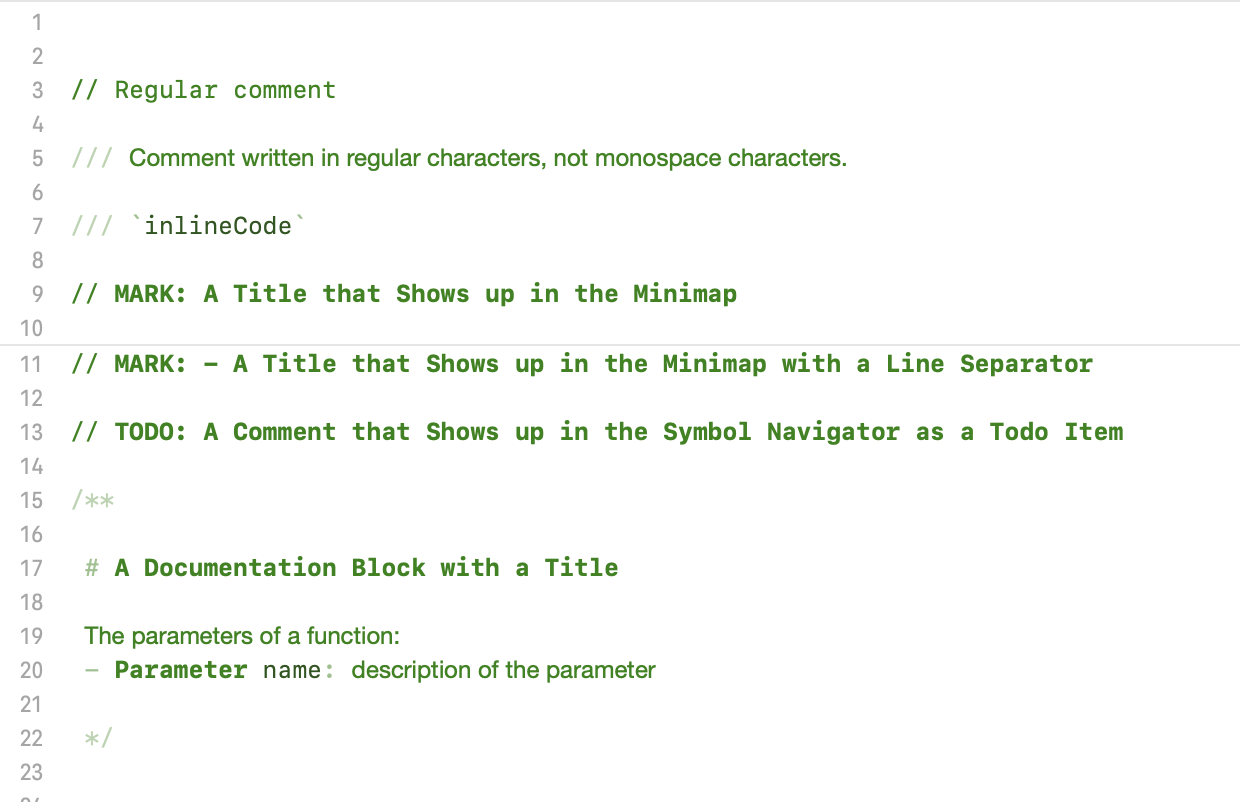 1
2
3 // Regular comment
4
5 /// Comment written in regular characters, not monospace characters.
6
7 /// `inlineCode`
8
9 // MARK: A Title that Shows up in the Minimap
10
11 // MARK: – A Title that Shows up in the Minimap with a Line Separator
12
13 // TODO: A Comment that Shows up in the Symbol Navigator as a Todo Item
14
15 /**
16
17 # A Documentation Block with a Title
18
19 The parameters of a function:
20 – Parameter name: description of the parameter
21
22 */
23